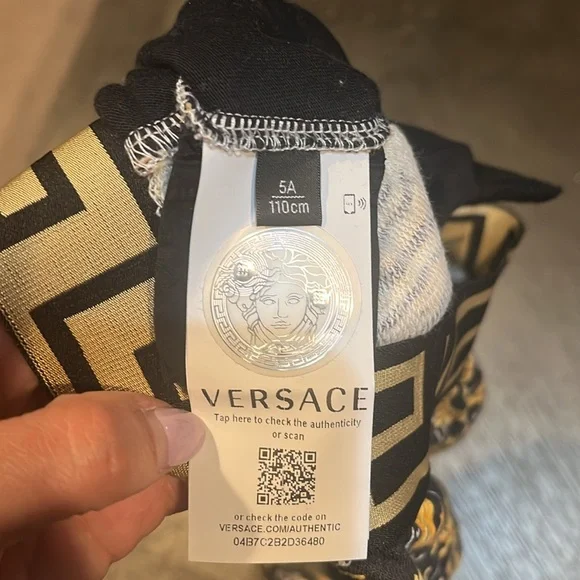 5A
110cm
VERSACE
Tap here to check the authenticity
or scan
or check the code on
VERSACE.COM/AUTHENTIC
04B7C2B2D36480